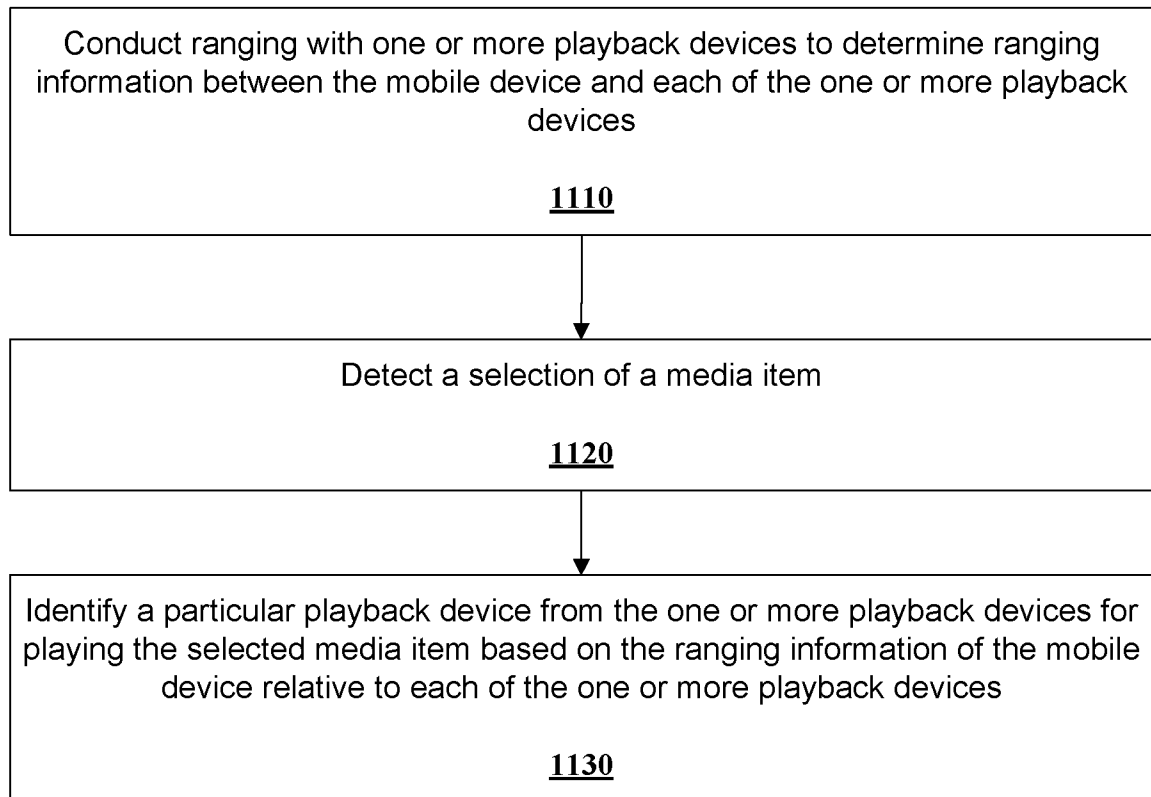 Conduct ranging with one or more playback devices to determine ranging
information between the mobile device and each of the one or more playback
devices
1110
Detect a selection of a media item
1120
Identify a particular playback device from the one or more playback devices for
playing the selected media item based on the ranging information of the mobile
device relative to each of the one or more playback devices
1130